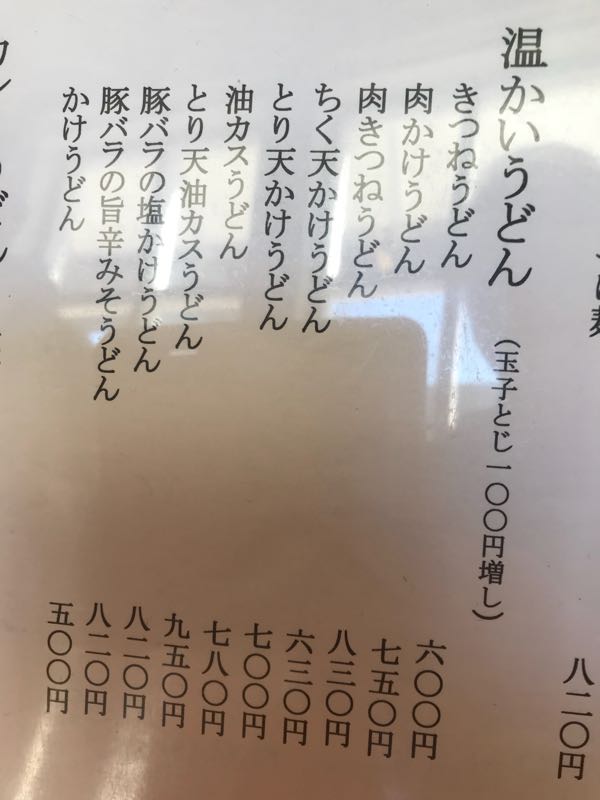 八二〇円
温かいうどん（玉子とじ一〇〇円増し）
きつねうどん 六〇〇円
肉かけうどん 七五〇円
肉きつねうどん 八三〇円
ちく天かけうどん 六三〇円
とり天かけうどん 七〇〇円
油カスうどん 七八〇円
とり天油カスうどん 九五〇円
豚バラの塩かけうどん 八二〇円
豚バラの旨辛みそうどん 八二〇円
かけうどん 五〇〇円